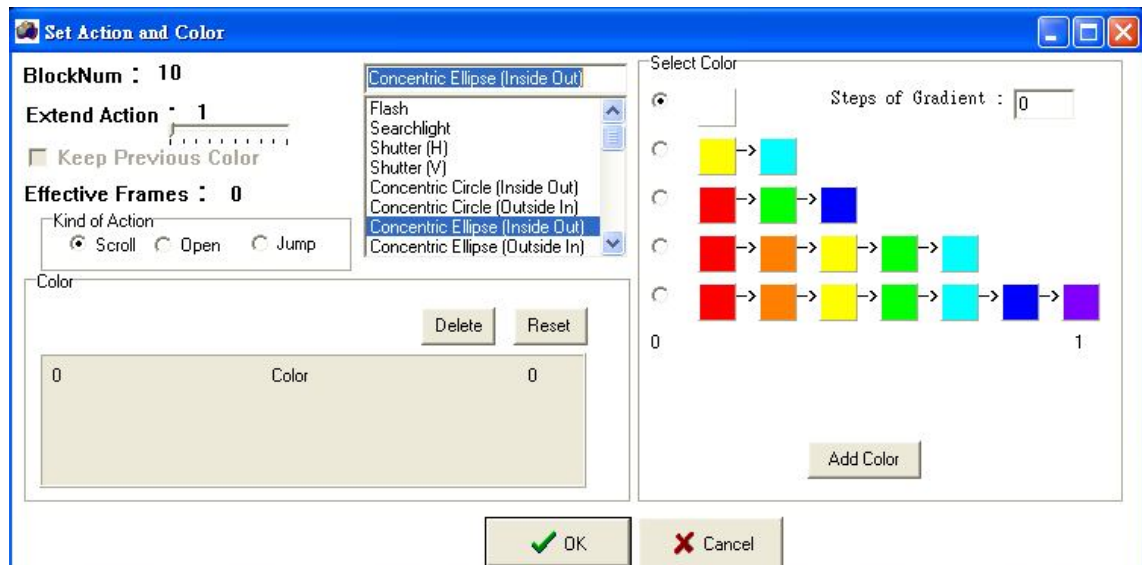 Set Action and Color
BlockNum : 10
Extend Action : 1
Keep Previous Color
Effective Frames : 0
Kind of Action
Scroll Open Jump
Concentric Ellipse (Inside Out)
Flash
Searchlight
Shutter (H)
Shutter (V)
Concentric Circle (Inside Out)
Concentric Circle (Outside In)
Concentric Ellipse (Inside Out)
Concentric Ellipse (Outside In)
Color
Delete Reset
0 Color 0
Select Color
Steps of Gradient : 0
->
-> ->
-> -> -> ->
-> -> -> -> -> ->
0 1
Add Color
OK Cancel